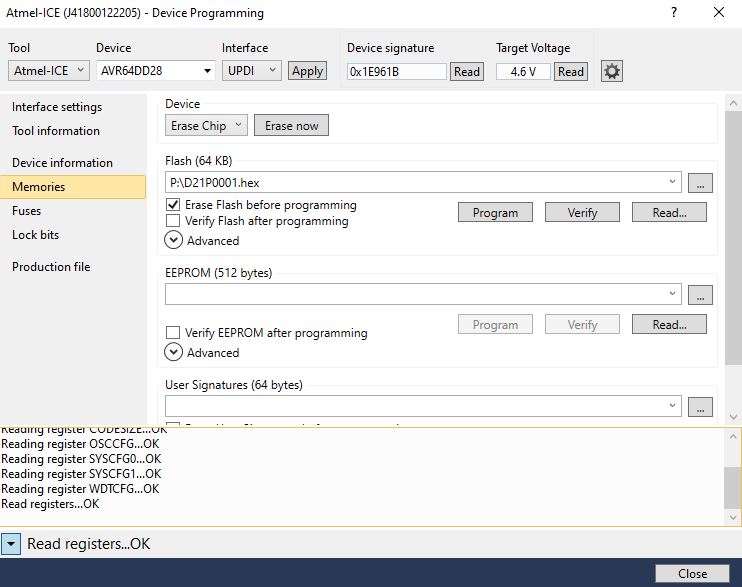 Atmel-ICE (J41800122205) - Device Programming
Tool Device Interface Device signature Target Voltage
Atmel-ICE AVR64DD28 UPDI Apply 0x1E961B Read 4.6 V Read
Interface settings
Tool information
Device information
Memories
Fuses
Lock bits
Production file
Device
Erase Chip Erase now
Flash (64 KB)
P:\D21P0001.hex ...
Erase Flash before programming
Verify Flash after programming
Program Verify Read...
Advanced
EEPROM (512 bytes)
...
Program Verify Read...
Verify EEPROM after programming
Advanced
User Signatures (64 bytes)
...
Reading register CODESIZE...OK
Reading register OSCCFG...OK
Reading register SYSCFG0...OK
Reading register SYSCFG1...OK
Reading register WDTCFG...OK
Read registers...OK
Read registers...OK
Close